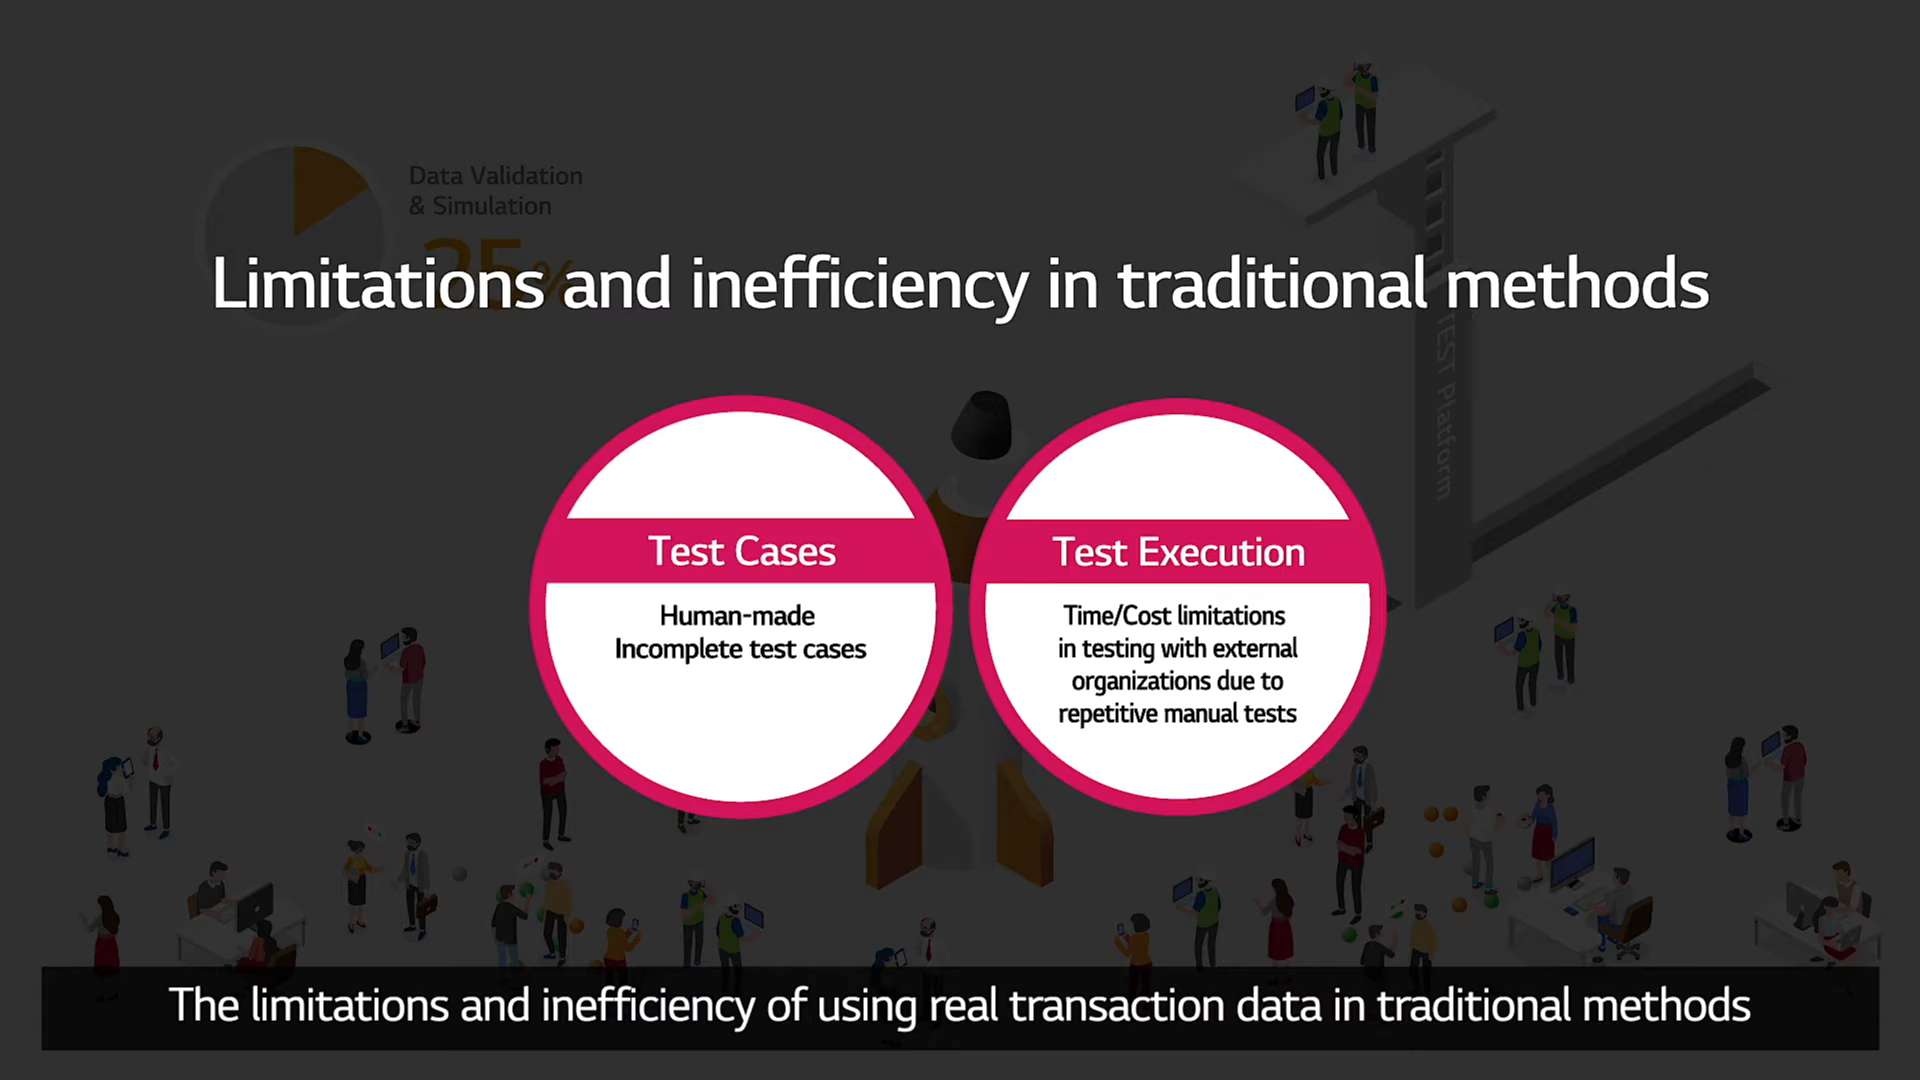 Data Validation
& Simulation
25%
Limitations and inefficiency in traditional methods
TEST Platform
Test Cases
Human-made
Incomplete test cases
Test Execution
Time/Cost limitations
in testing with external
organizations due to
repetitive manual tests
The limitations and inefficiency of using real transaction data in traditional methods